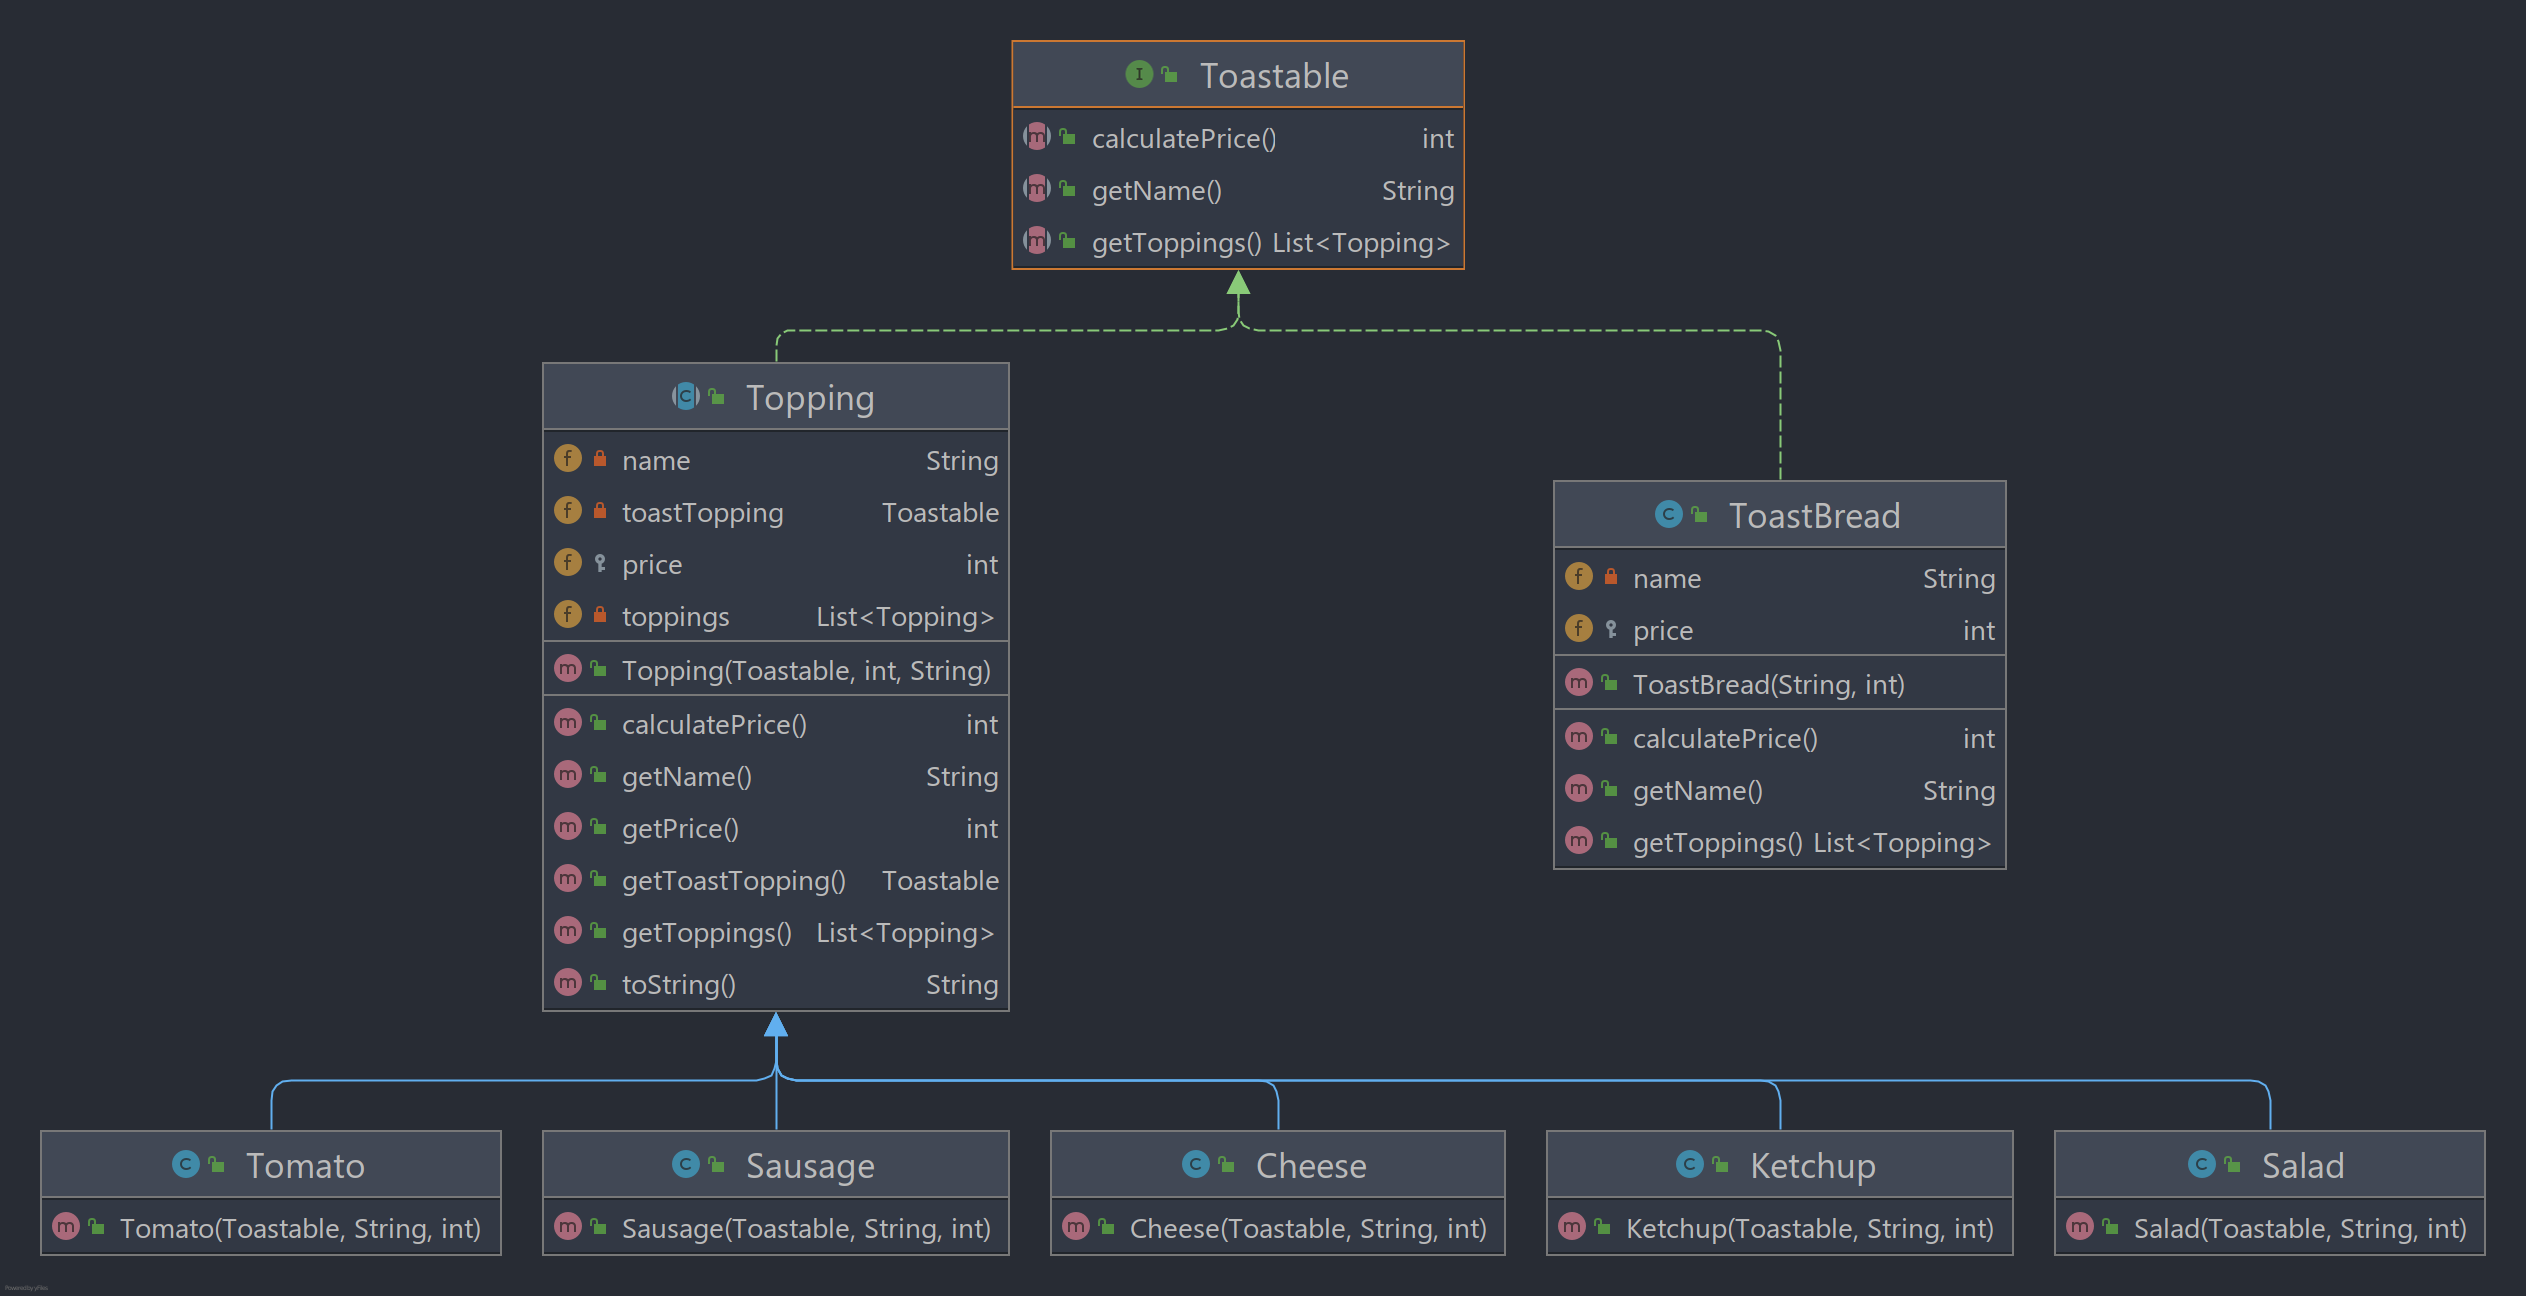 Toastable
calculatePrice() int
getName() String
getToppings() List<Topping>
Topping
name String
toastTopping Toastable
price int
toppings List<Topping>
Topping(Toastable, int, String)
calculatePrice() int
getName() String
getPrice() int
getToastTopping() Toastable
getToppings() List<Topping>
toString() String
ToastBread
name String
price int
ToastBread(String, int)
calculatePrice() int
getName() String
getToppings() List<Topping>
Tomato
Tomato(Toastable, String, int)
Sausage
Sausage(Toastable, String, int)
Cheese
Cheese(Toastable, String, int)
Ketchup
Ketchup(Toastable, String, int)
Salad
Salad(Toastable, String, int)
Powered by yFiles